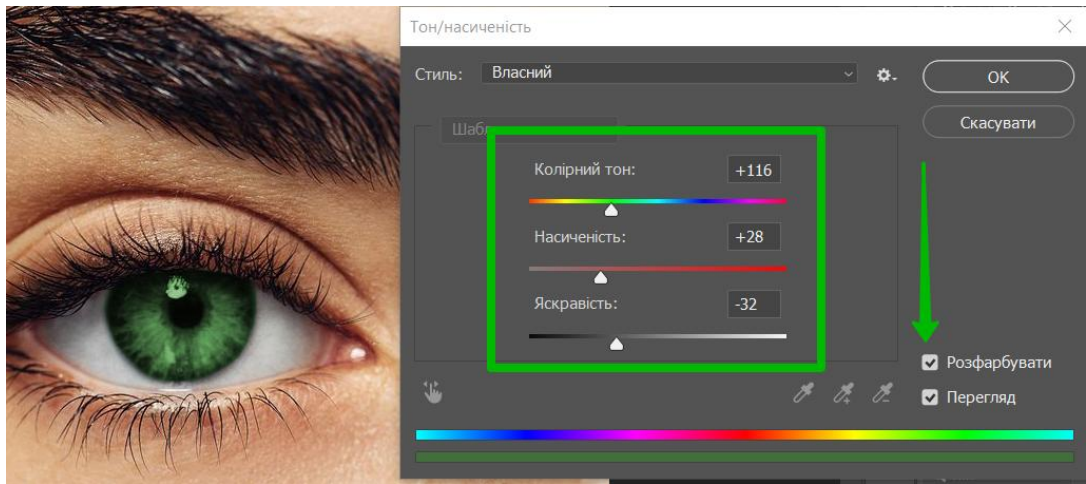 Тон/насиченість
Стиль: Власний
OK
Скасувати
Колірний тон: +116
Насиченість: +28
Яскравість: -32
Розфарбувати
Перегляд